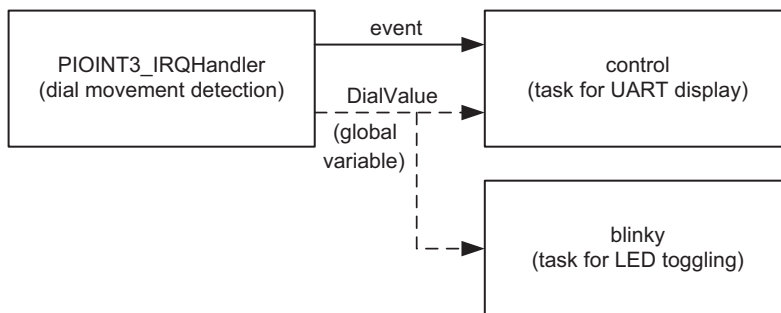 PIOINT3_IRQHandler
(dial movement detection)
event
DialValue
(global
variable)
control
(task for UART display)
blinky
(task for LED toggling)